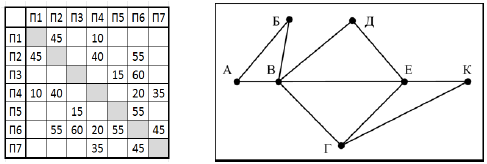 П1 П2 П3 П4 П5 П6 П7
П1 45 10
П2 45 40 55
П3 15 60
П4 10 40 20 35
П5 15 55
П6 55 60 20 55 45
П7 35 45
Б Д
А В Е К
Г